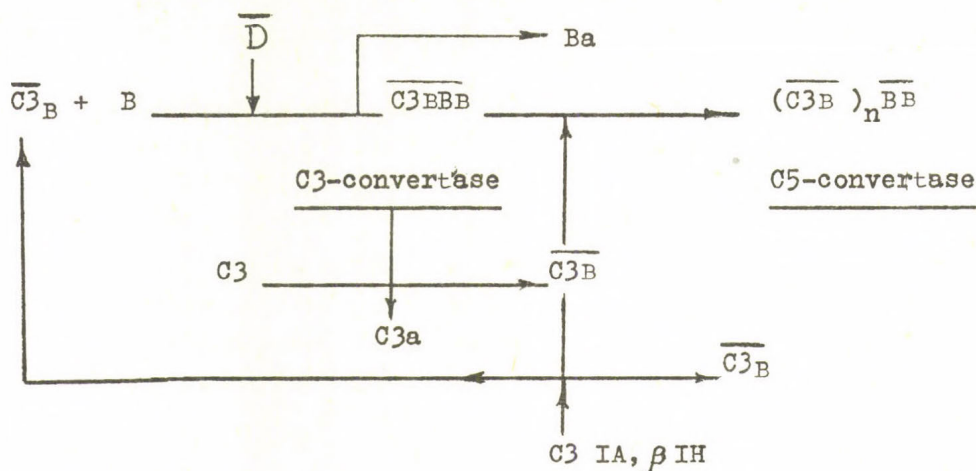 D Ba
C3B + B C3BBB (C3B)nBB
C3-convertase C5-convertase
C3 C3B
C3a
C3B
C3 IA, β IH